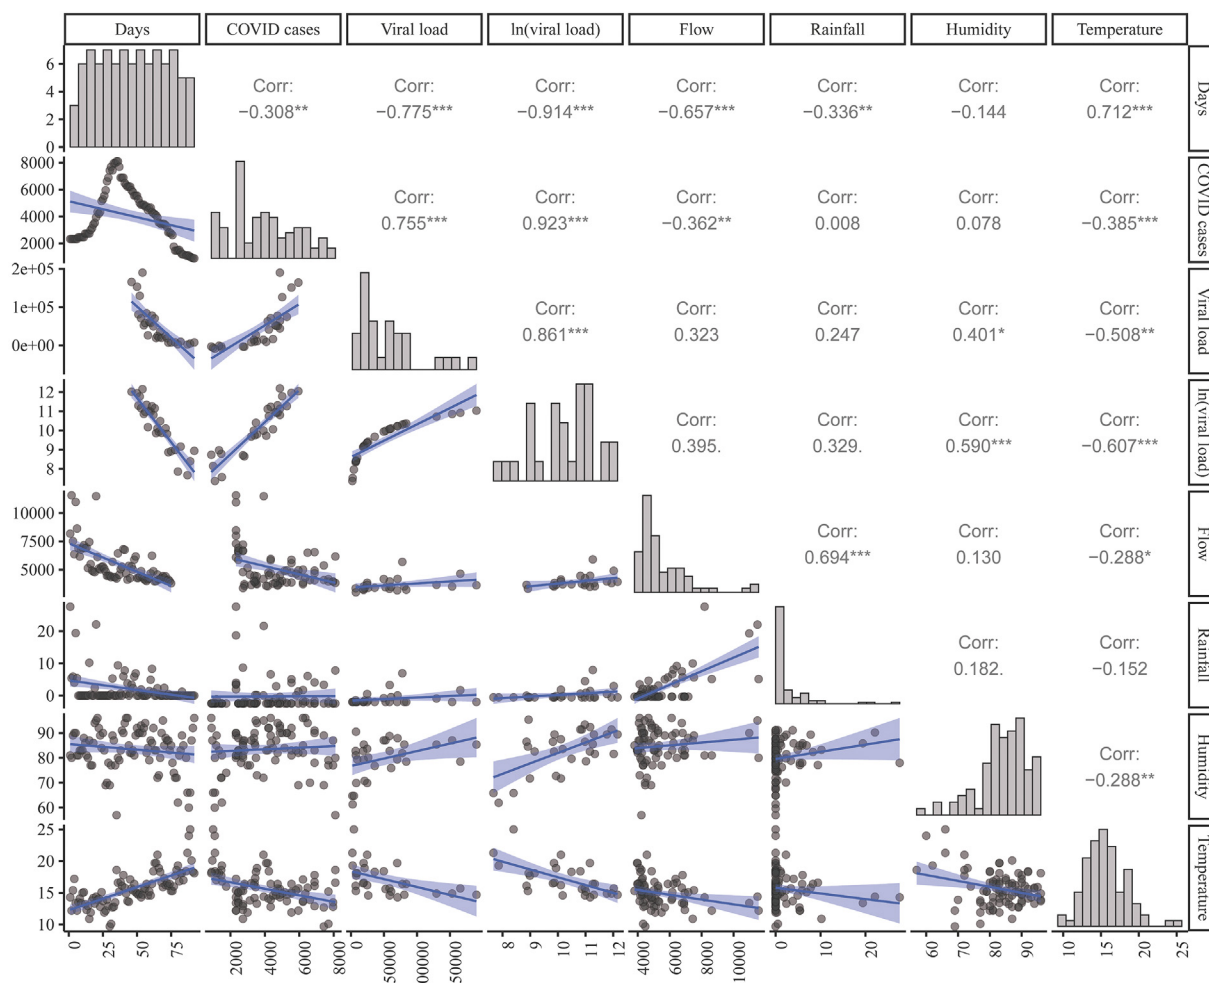 Days COVID cases Viral load ln(viral load) Flow Rainfall Humidity Temperature
6
4
2
0
Corr: Corr: Corr: Corr: Corr: Corr: Corr:
−0.308** −0.775*** −0.914*** −0.657*** −0.336** −0.144 0.712***
Days
8000
6000
4000
2000
Corr: Corr: Corr: Corr: Corr: Corr:
0.755*** 0.923*** −0.362** 0.008 0.078 −0.385***
COVID cases
2e+05
1e+05
0e+00
Corr: Corr: Corr: Corr: Corr:
0.861*** 0.323 0.247 0.401* −0.508**
Viral load
12
11
10
9
8
Corr: Corr: Corr: Corr:
0.395. 0.329. 0.590*** −0.607***
ln(viral load)
10000
7500
5000
Corr: Corr: Corr:
0.694*** 0.130 −0.288*
Flow
20
10
0
Corr: Corr:
0.182. −0.152
Rainfall
90
80
70
60
Corr:
−0.288**
Humidity
25
20
15
10
Temperature
0 25 50 75 2000 4000 6000 8000 0 50000 00000 50000 8 9 10 11 12 4000 6000 8000 10000 0 10 20 60 70 80 90 10 15 20 25